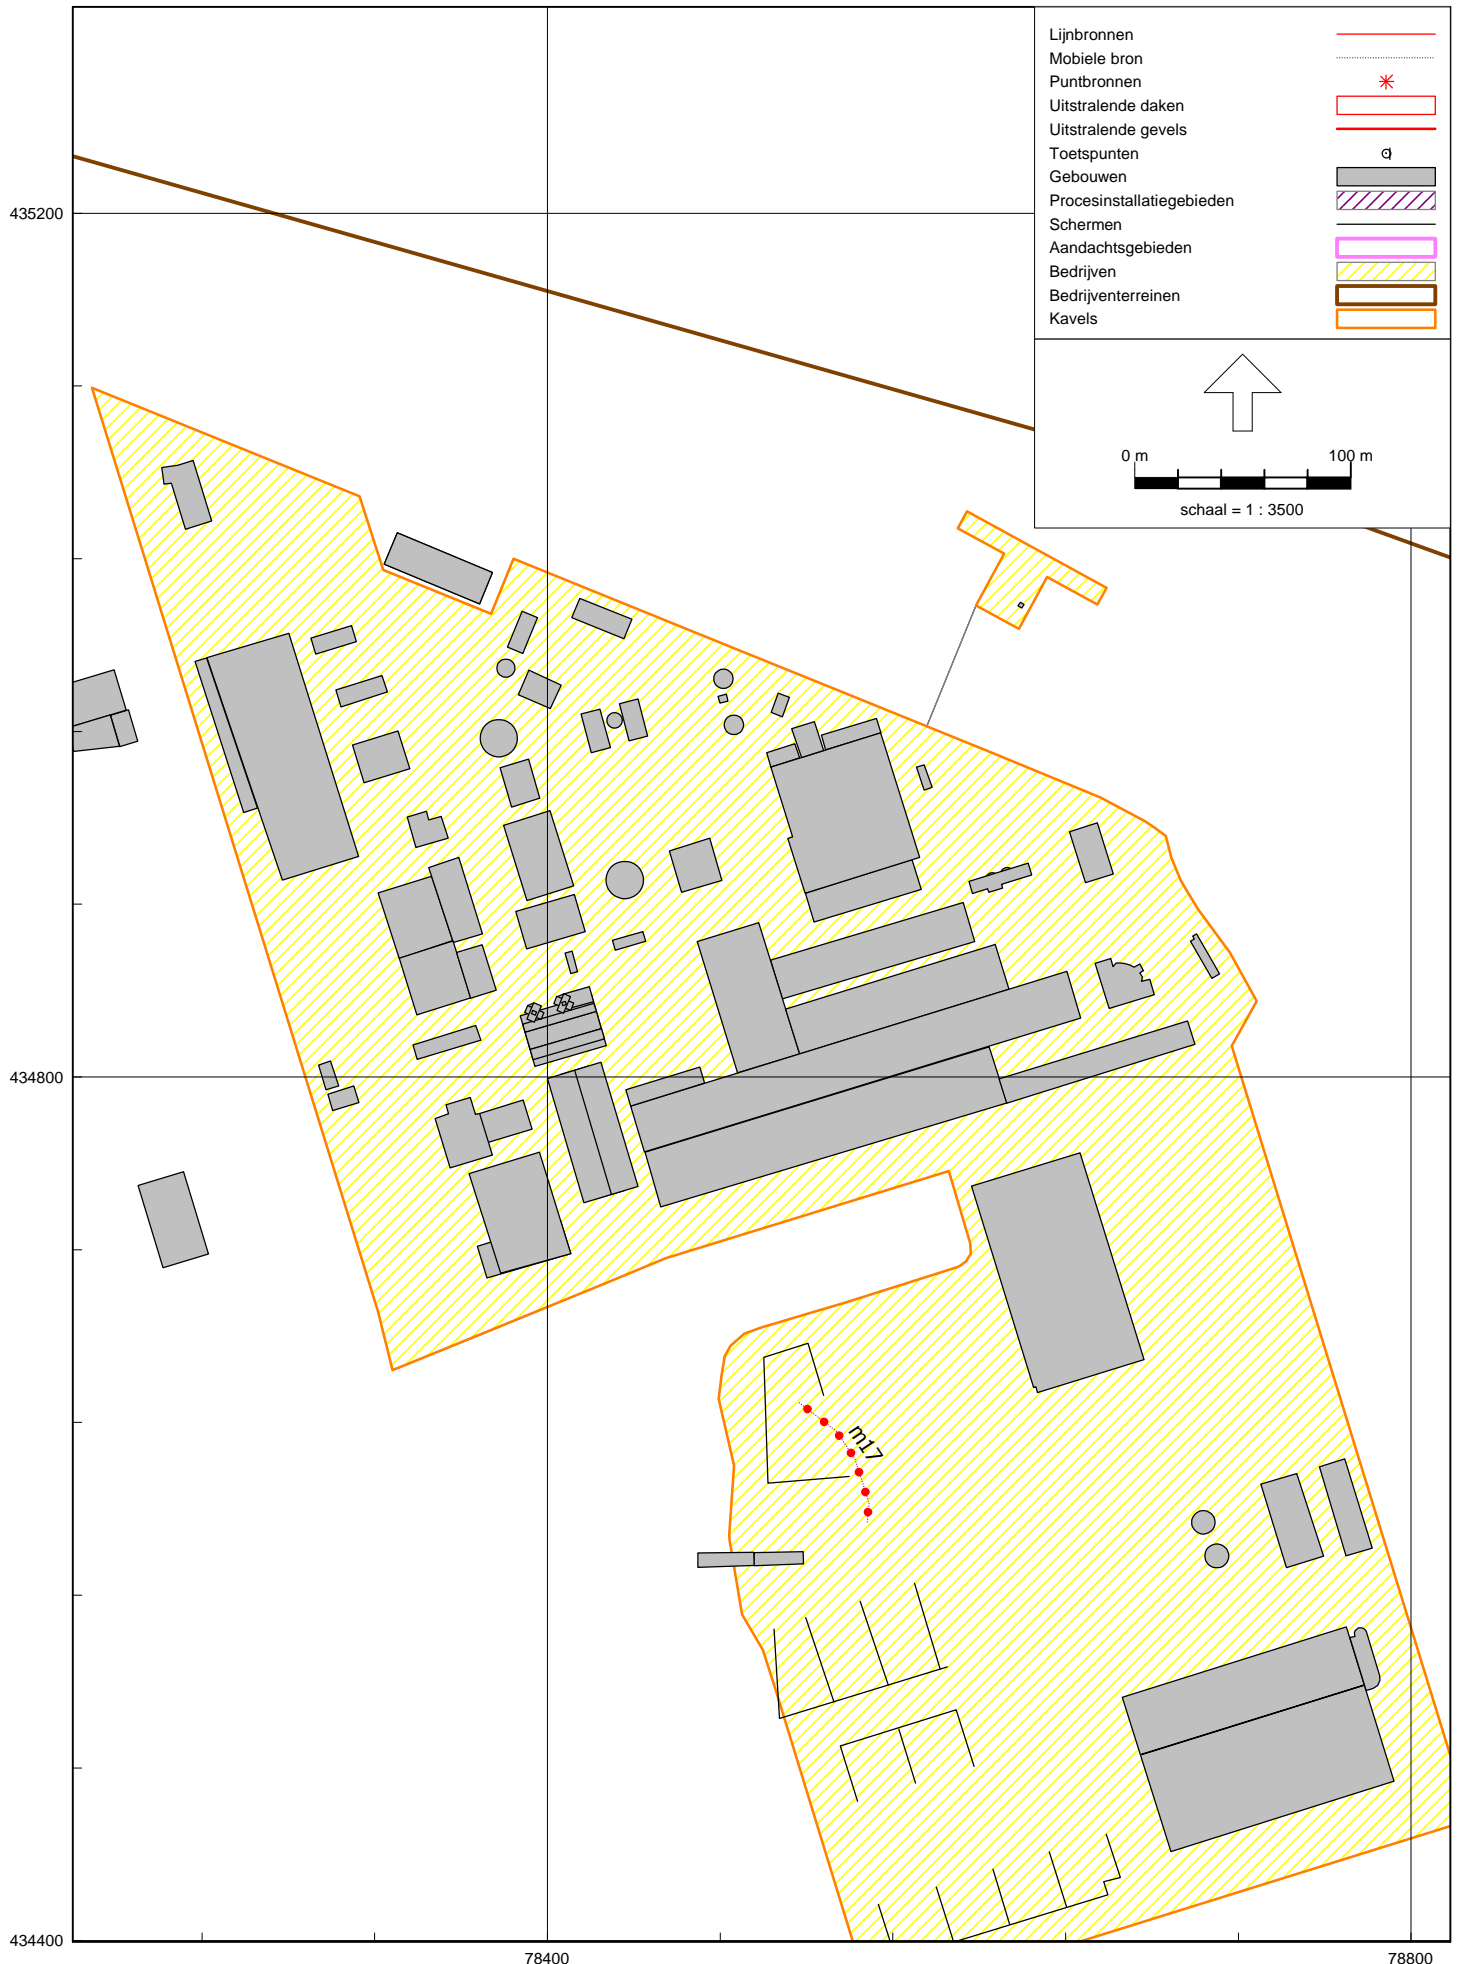 Lijnbronnen
Mobiele bron
Puntbronnen
Uitstralende daken
Uitstralende gevels
Toetspunten
Gebouwen
Procesinstallatiegebieden
Schermen
Aandachtsgebieden
Bedrijven
Bedrijventerreinen
Kavels
0 m 100 m
schaal = 1 : 3500
435200
434800
m17
434400
78400 78800